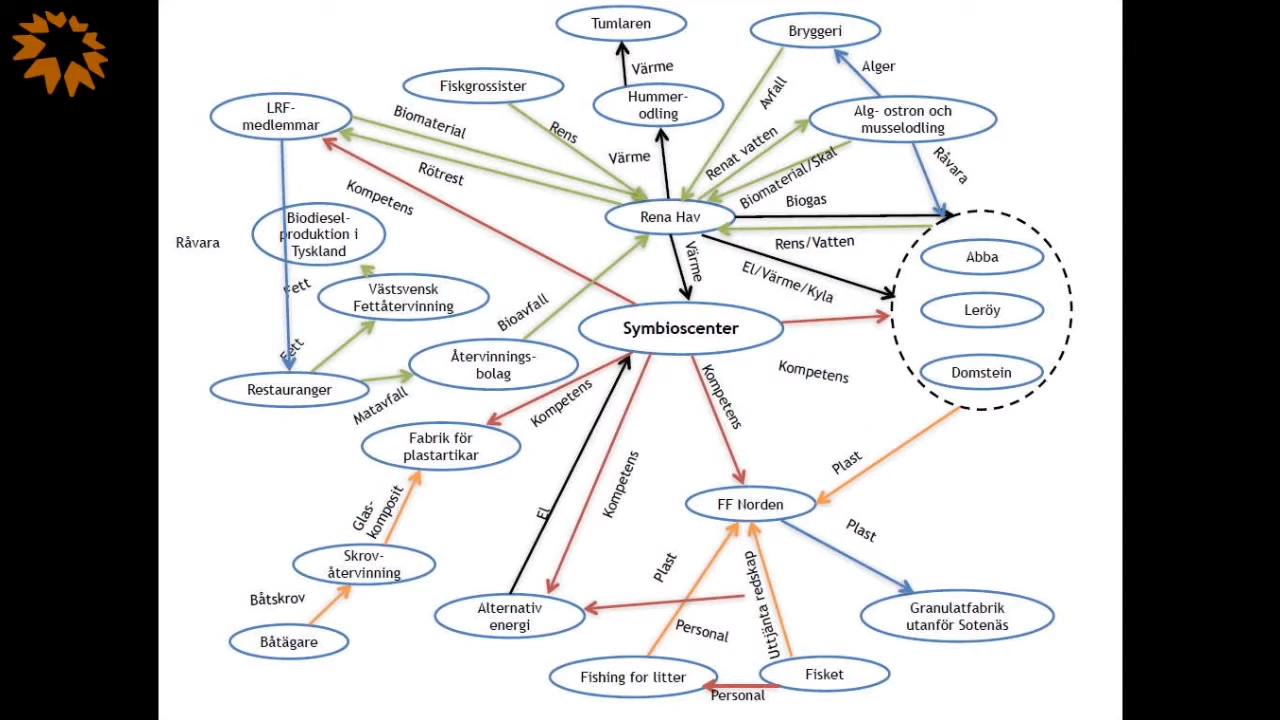 Tumlaren
Bryggeri
Värme
Alger
Fiskgrossister
Avfall
Hummer-
odling
LRF-
medlemmar
Biomaterial
Rens
Alg- ostron och
musselodling
Värme
Renat vatten
Råvara
Rötrest
Biomaterial/Skal
Kompetens
Biogas
Rena Hav
Biodiesel-
produktion i
Tyskland
Råvara
Rens/Vatten
Abba
Värme
El/Värme/Kyla
Fett
Västsvensk
Fettåtervinning
Leröy
Bioavfall
Symbioscenter
Fett
Återvinnings-
bolag
Kompetens
Domstein
Restauranger
Matavfall
Kompetens
Kompetens
Fabrik för
plastartikar
Plast
Kompetens
Glas-
komposit
El
FF Norden
Plast
Skrov-
återvinning
Plast
Uttjänta redskap
Båtskrov
Alternativ
energi
Granulatfabrik
utanför Sotenäs
Personal
Båtägare
Fishing for litter
Fisket
Personal